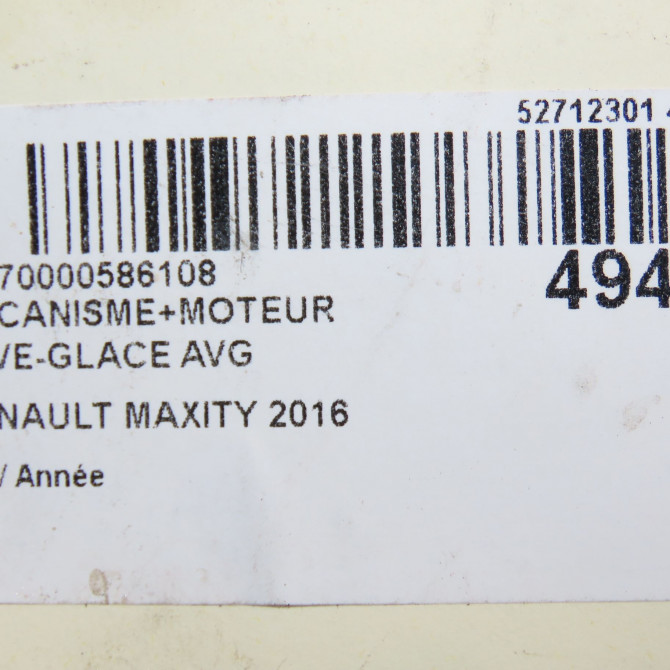 52712301
70000586108
494
CANISME+MOTEUR
VE-GLACE AVG
NAULT MAXITY 2016
/ Année